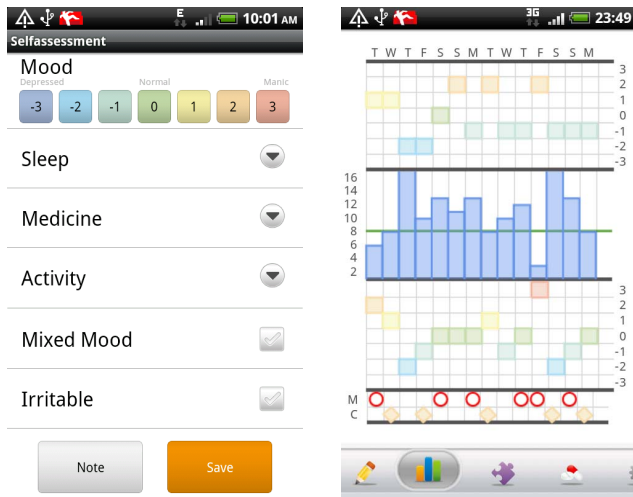 E 10:01 AM
Selfassessment
Mood
Depressed Normal Manic
-3 -2 -1 0 1 2 3
Sleep
Medicine
Activity
Mixed Mood
Irritable
Note Save
3G 23:49
T W T F S S M T W T F S S M
3
2
1
0
-1
-2
-3
16
14
12
10
8
6
4
2
3
2
1
0
-1
-2
-3
M
C